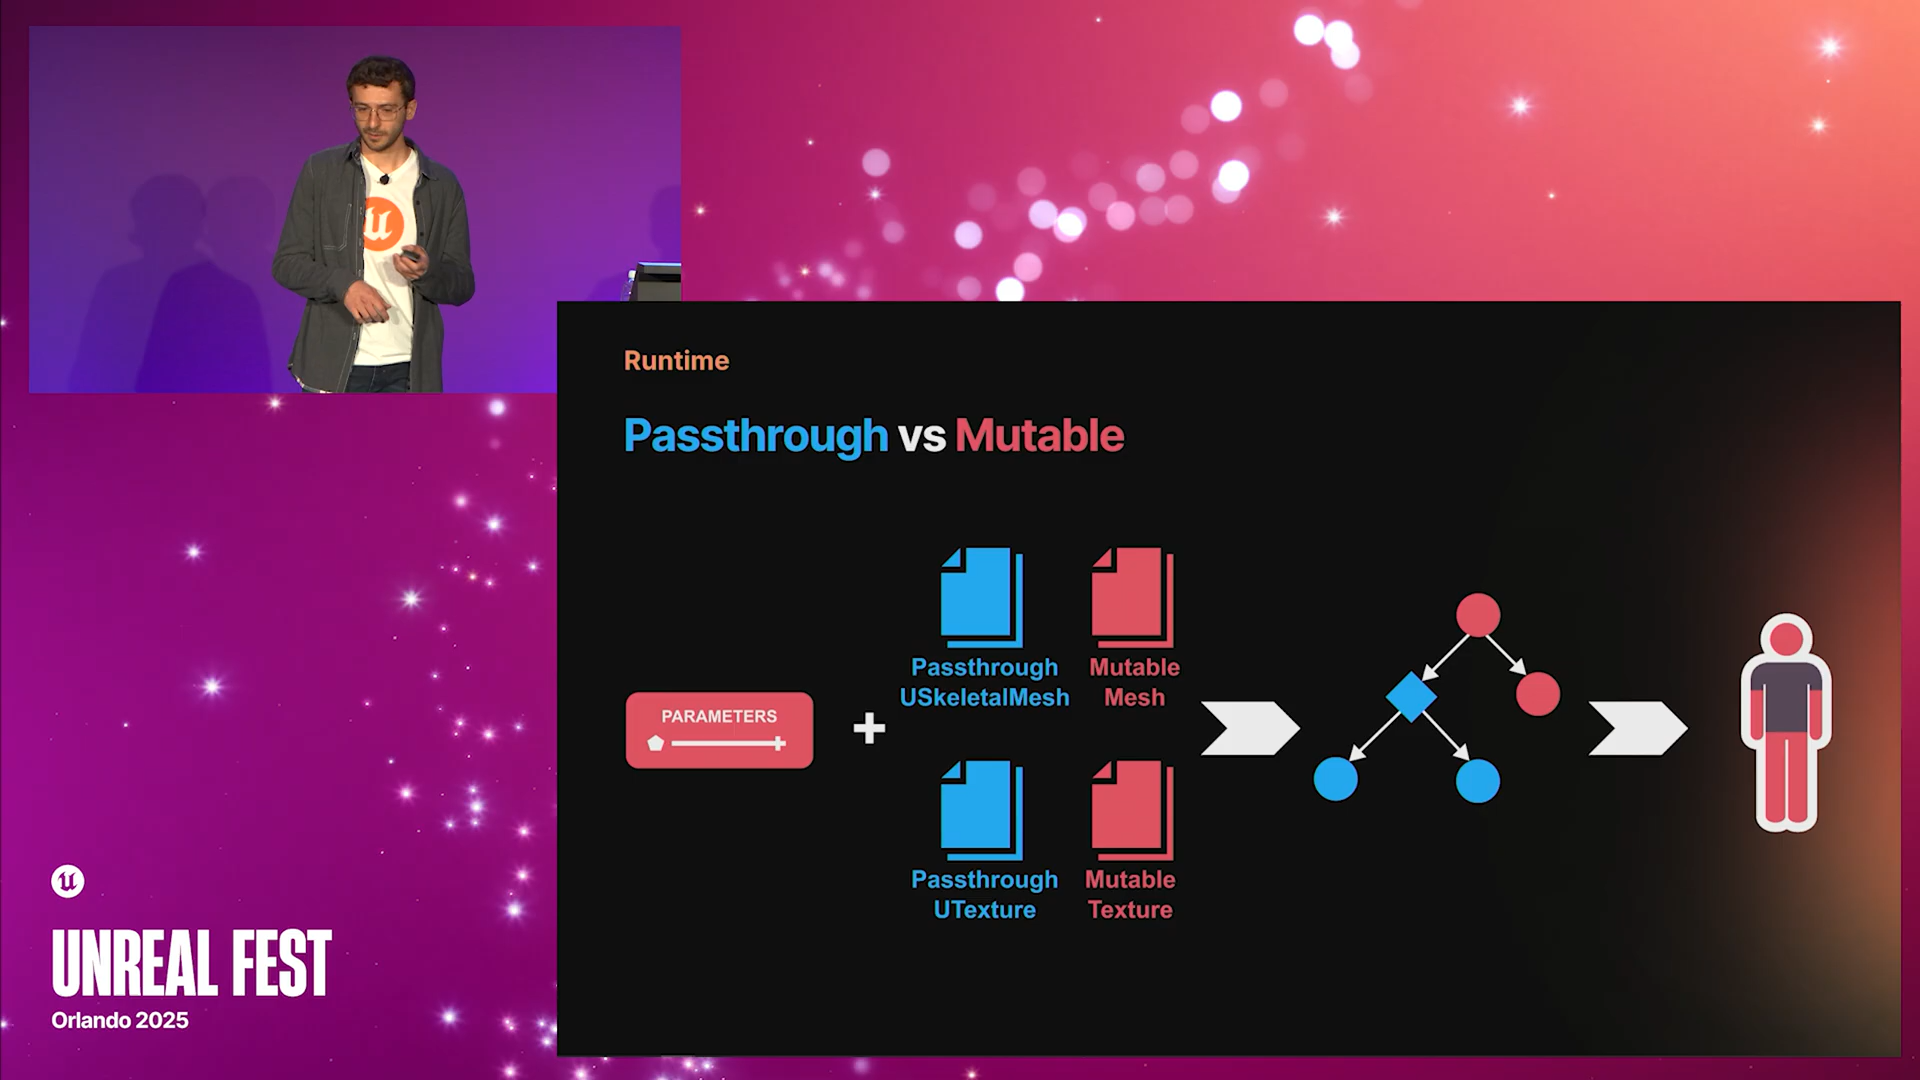 Runtime
Passthrough vs Mutable
PARAMETERS
Passthrough
USkeletalMesh
Mutable
Mesh
Passthrough
UTexture
Mutable
Texture
UNREAL FEST
Orlando 2025